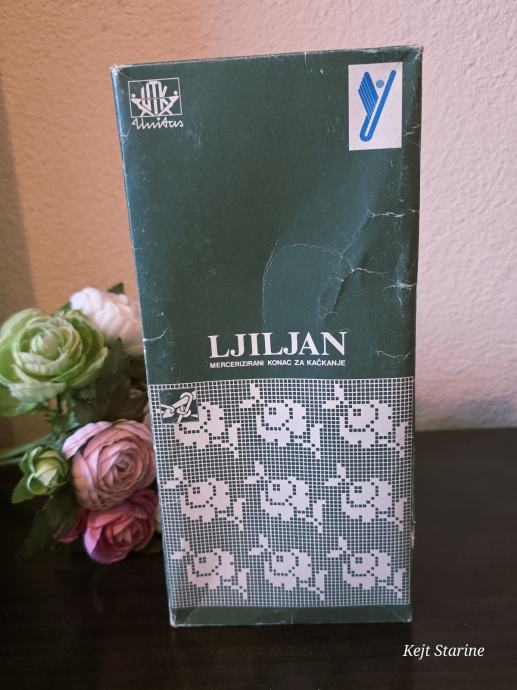 Unitas
LJILJAN
MERCERIZIRANI KONAC ZA KAČKANJE
Kejt Starine